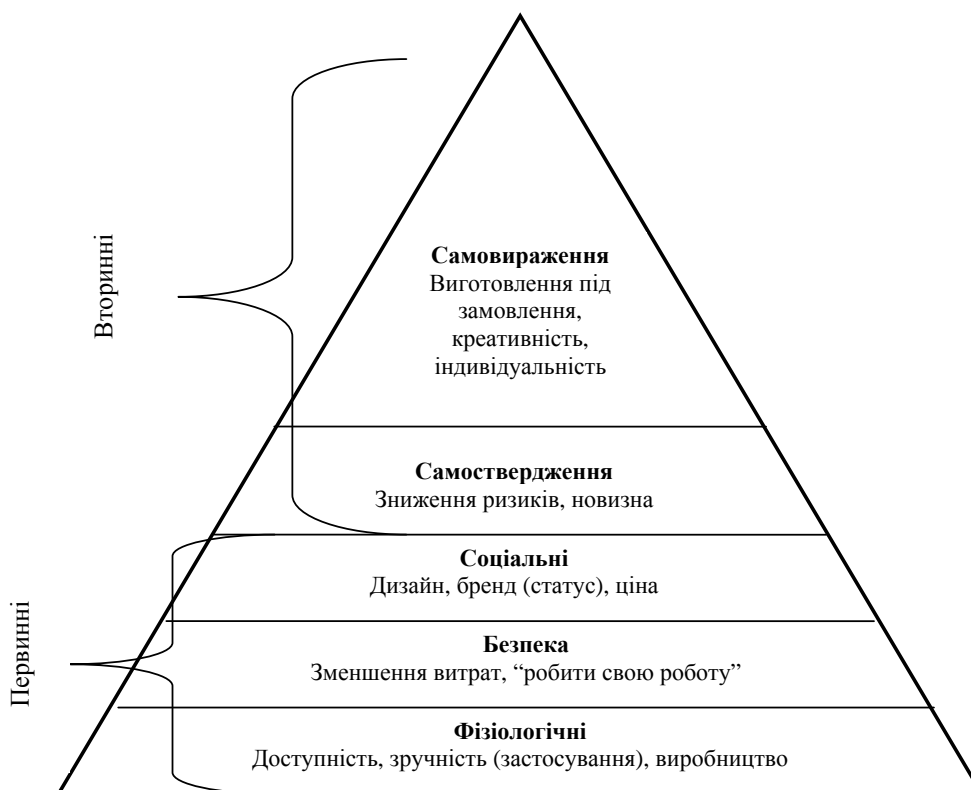 Вторинні
Самовираження
Виготовлення під
замовлення,
креативність,
індивідуальність
Самоствердження
Зниження ризиків, новизна
Первинні
Соціальні
Дизайн, бренд (статус), ціна
Безпека
Зменшення витрат, “робити свою роботу”
Фізіологічні
Доступність, зручність (застосування), виробництво